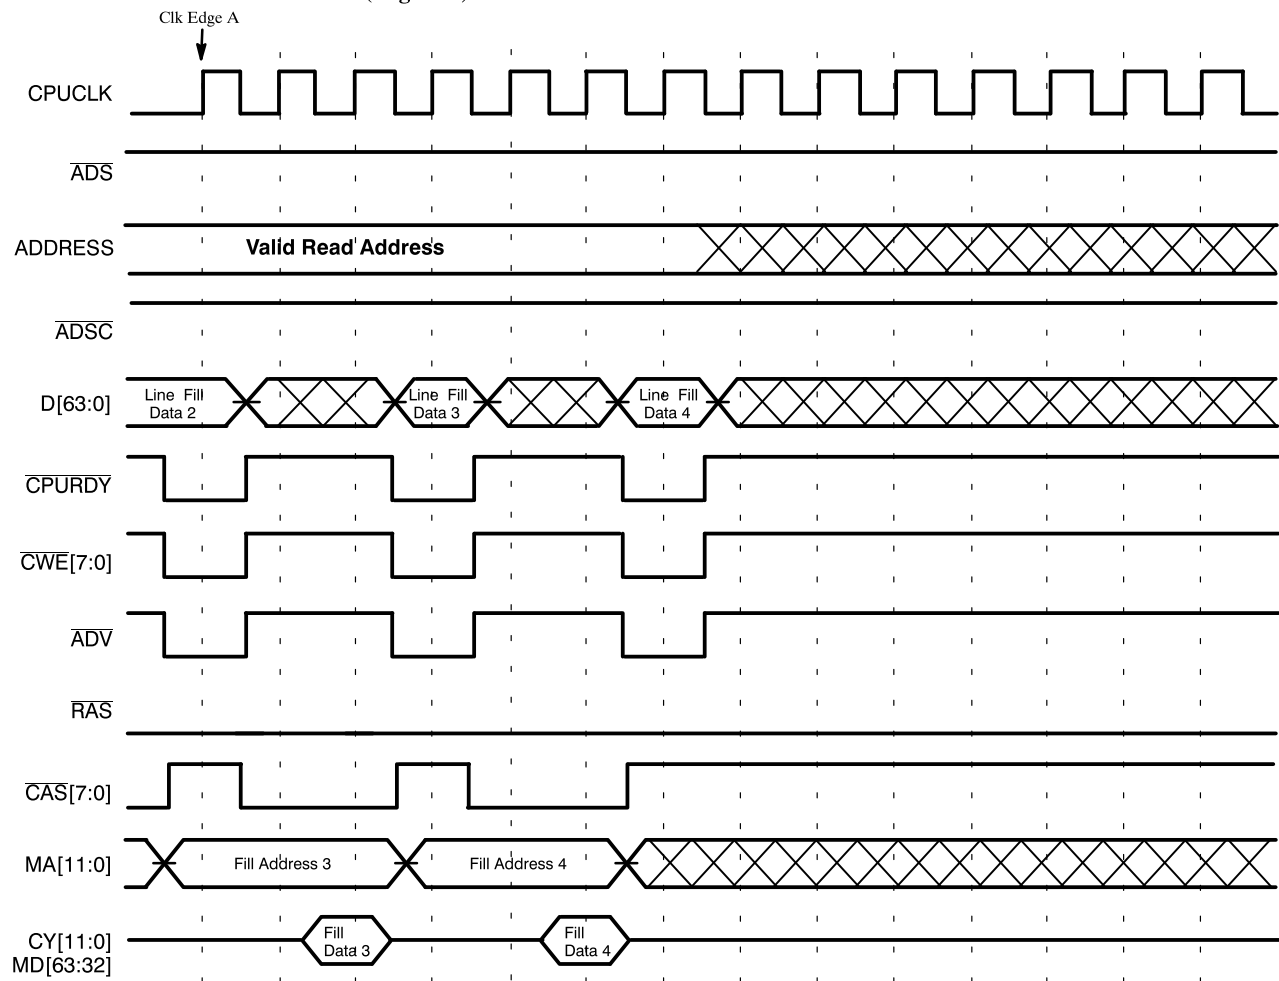 Clk Edge A
CPUCLK
ADS
ADDRESS
Valid Read Address
ADSC
D[63:0]
Line Fill
Data 2
Line Fill
Data 3
Line Fill
Data 4
CPURDY
CWE[7:0]
ADV
RAS
CAS[7:0]
MA[11:0]
Fill Address 3
Fill Address 4
CY[11:0]
MD[63:32]
Fill
Data 3
Fill
Data 4